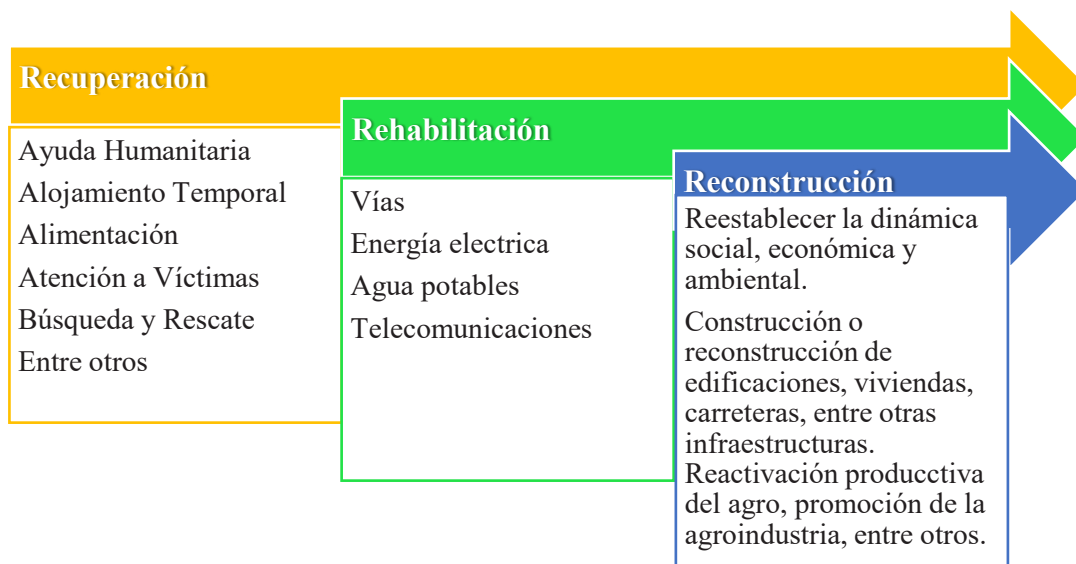 Recuperación
Ayuda Humanitaria
Alojamiento Temporal
Alimentación
Atención a Víctimas
Búsqueda y Rescate
Entre otros
Rehabilitación
Vías
Energía electrica
Agua potables
Telecomunicaciones
Reconstrucción
Reestablecer la dinámica
social, económica y
ambiental.
Construcción o
reconstrucción de
edificaciones, viviendas,
carreteras, entre otras
infraestructuras.
Reactivación producctiva
del agro, promoción de la
agroindustria, entre otros.